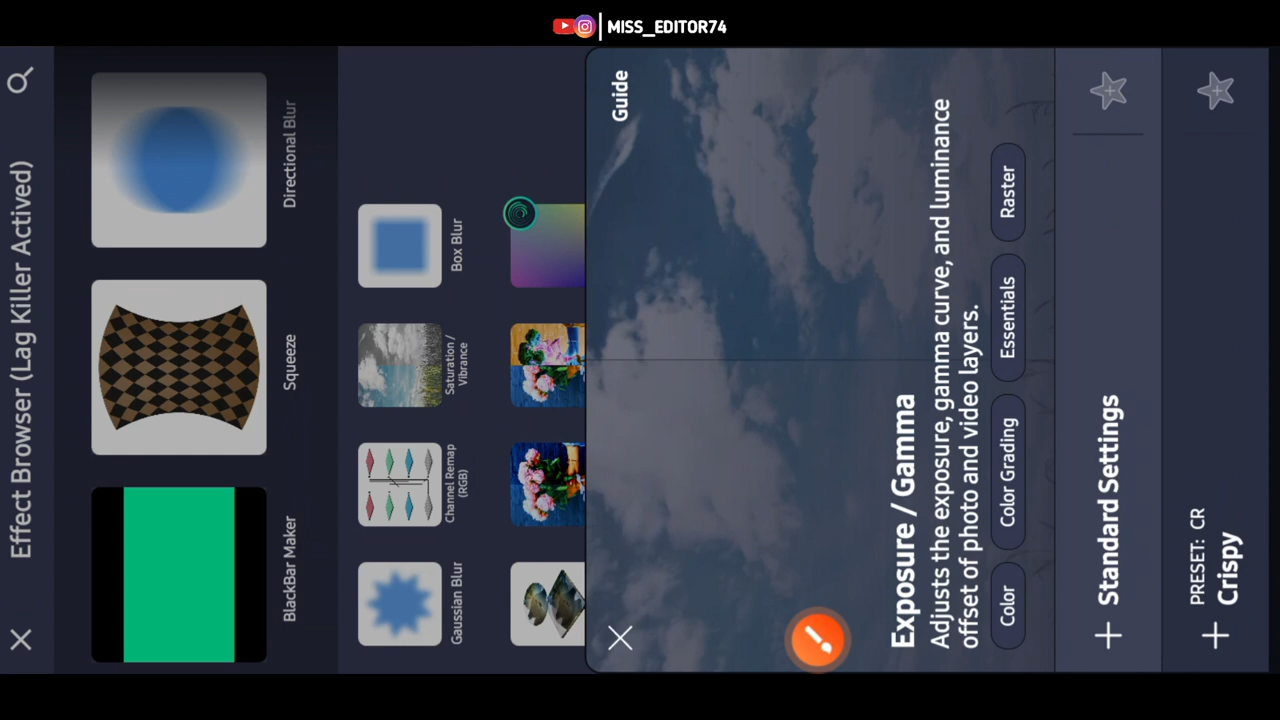 MISS_EDITOR74
Effect Browser (Lag Killer Actived)
BlackBar Maker
Squeeze
Directional Blur
Gaussian Blur
Channel Remap
(RGB)
Saturation /
Vibrance
Box Blur
Guide
Exposure / Gamma
Adjusts the exposure, gamma curve, and luminance
offset of photo and video layers.
Color
Color Grading
Essentials
Raster
Standard Settings
PRESET: CR
Crispy